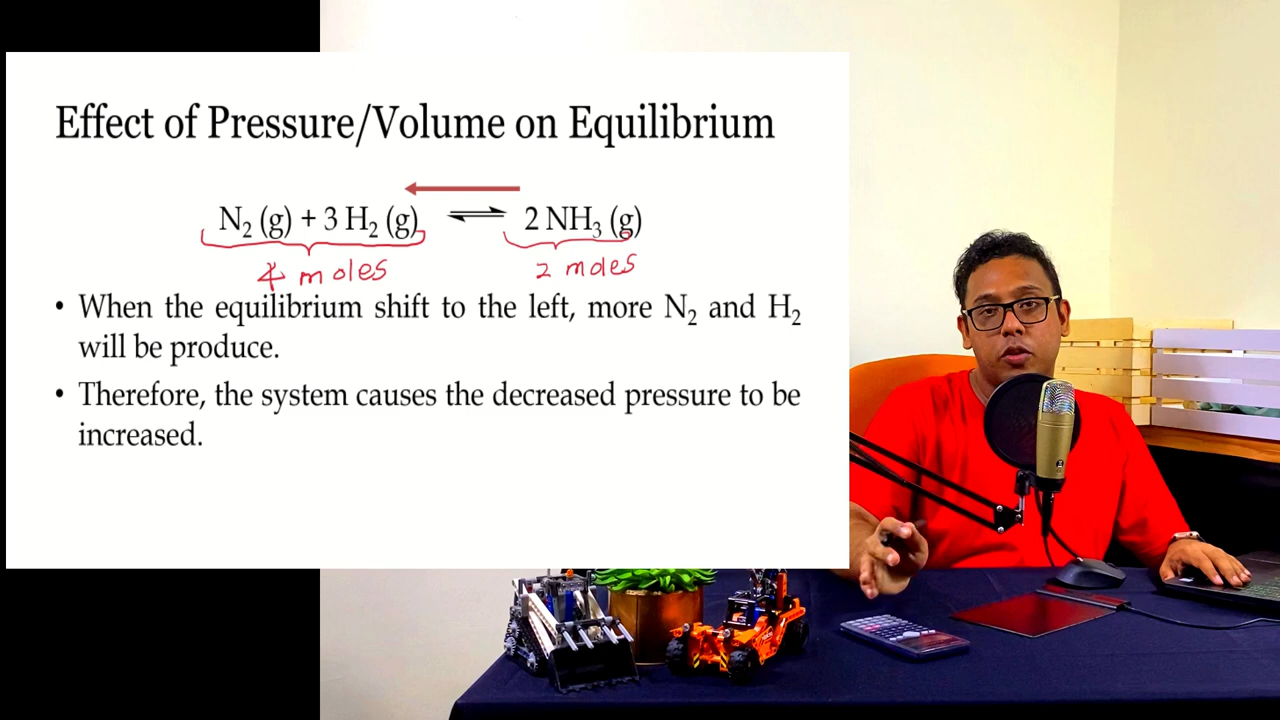 Effect of Pressure/Volume on Equilibrium
N₂ (g) + 3 H₂ (g) ⇌ 2 NH₃ (g)
4 moles 2 moles
• When the equilibrium shift to the left, more N₂ and H₂
will be produce.
• Therefore, the system causes the decreased pressure to be
increased.